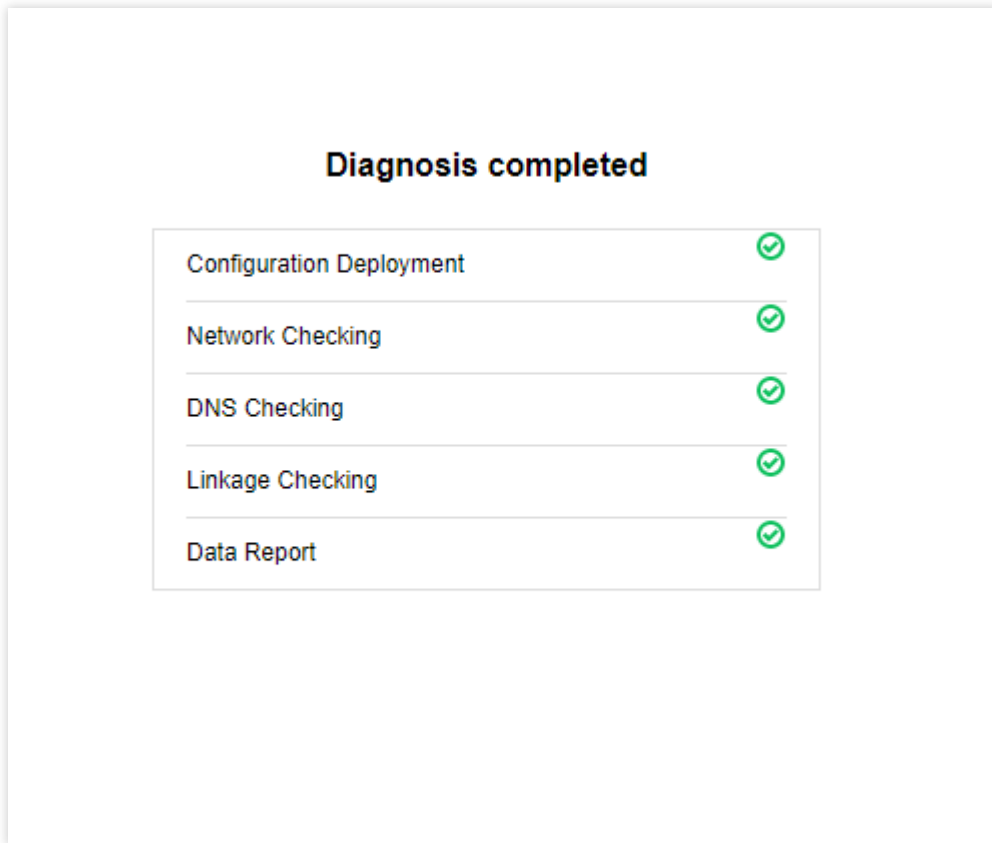 Diagnosis completed
Configuration Deployment
Network Checking
DNS Checking
Linkage Checking
Data Report